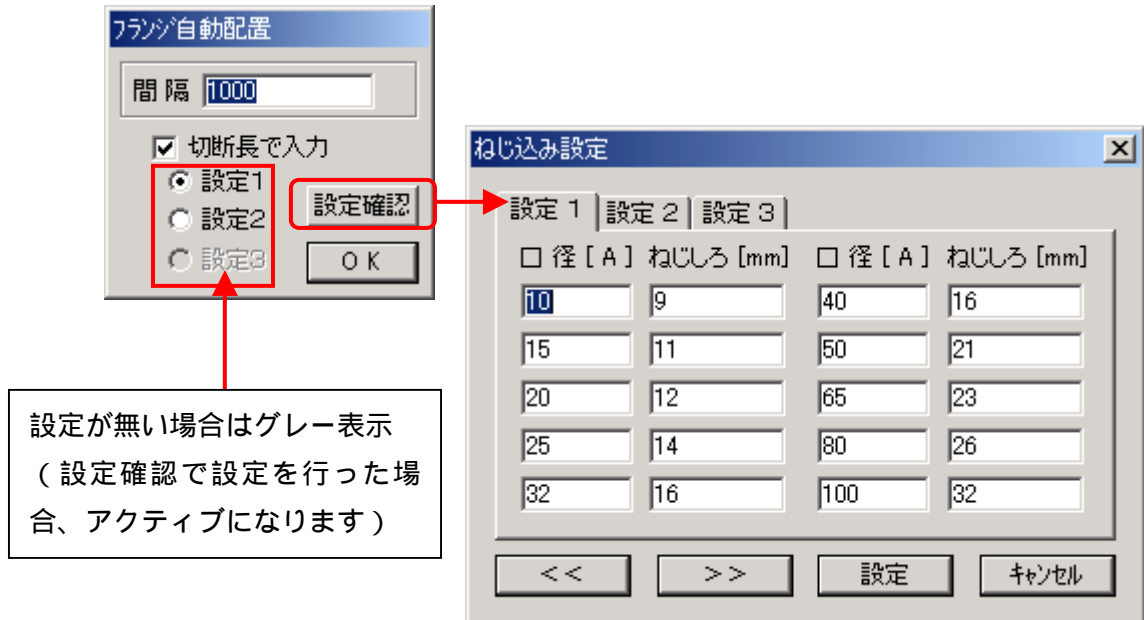 フランジ自動配置
間隔 1000
切断長で入力
設定1
設定2
設定3
設定確認
OK
設定が無い場合はグレー表示
（設定確認で設定を行った場
合、アクティブになります）
ねじ込み設定
設定 1 設定 2 設定 3
口 径 [ A ] ねじしろ [mm] 口 径 [ A ] ねじしろ [mm]
10 9 40 16
15 11 50 21
20 12 65 23
25 14 80 26
32 16 100 32
<< >> 設定 キャンセル